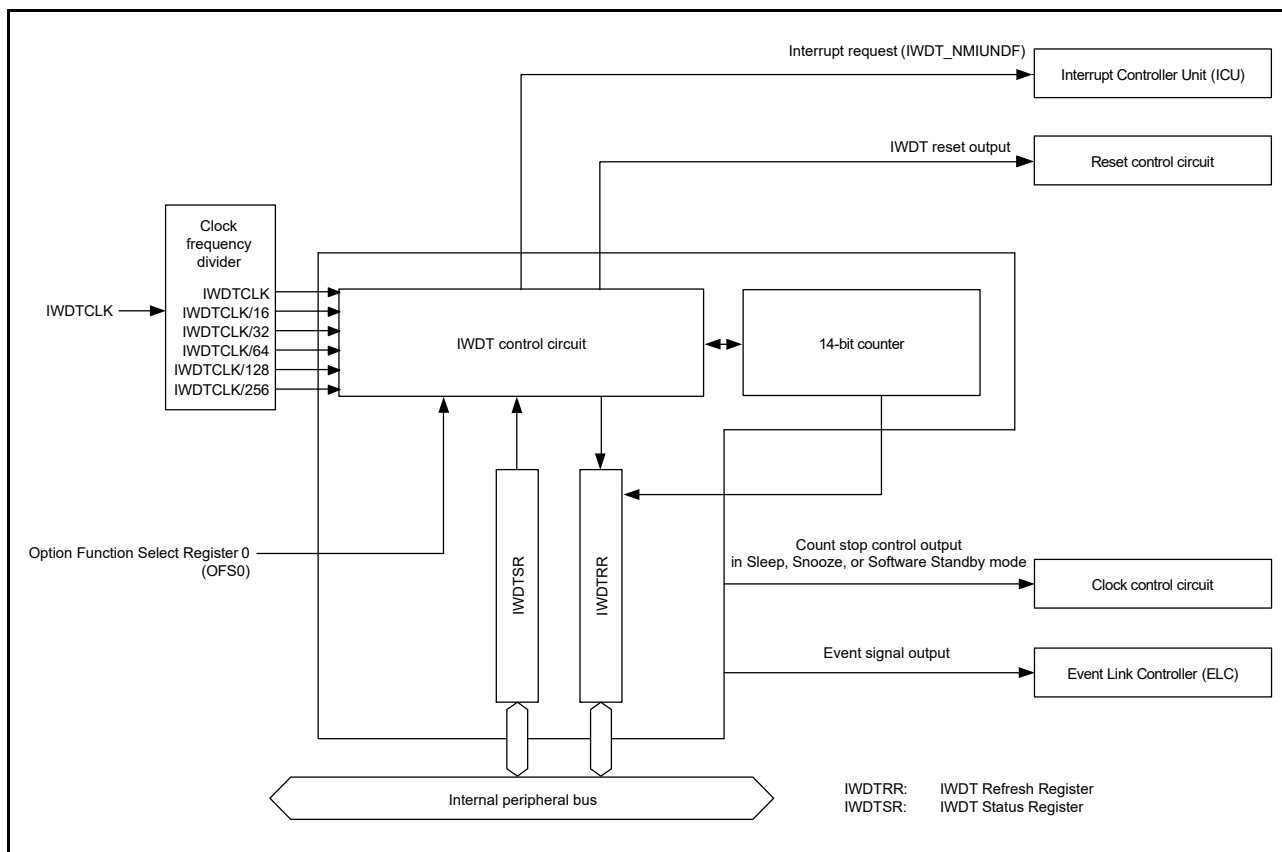 Interrupt request (IWDT_NMIUNDF)
Interrupt Controller Unit (ICU)
IWDT reset output
Reset control circuit
Clock
frequency
divider
IWDTCLK
IWDTCLK
IWDTCLK/16
IWDTCLK/32
IWDTCLK/64
IWDTCLK/128
IWDTCLK/256
IWDT control circuit
14-bit counter
Option Function Select Register 0
(OFS0)
IWDTSR
IWDTRR
Count stop control output
in Sleep, Snooze, or Software Standby mode
Clock control circuit
Event signal output
Event Link Controller (ELC)
Internal peripheral bus
IWDTRR: IWDT Refresh Register
IWDTSR: IWDT Status Register